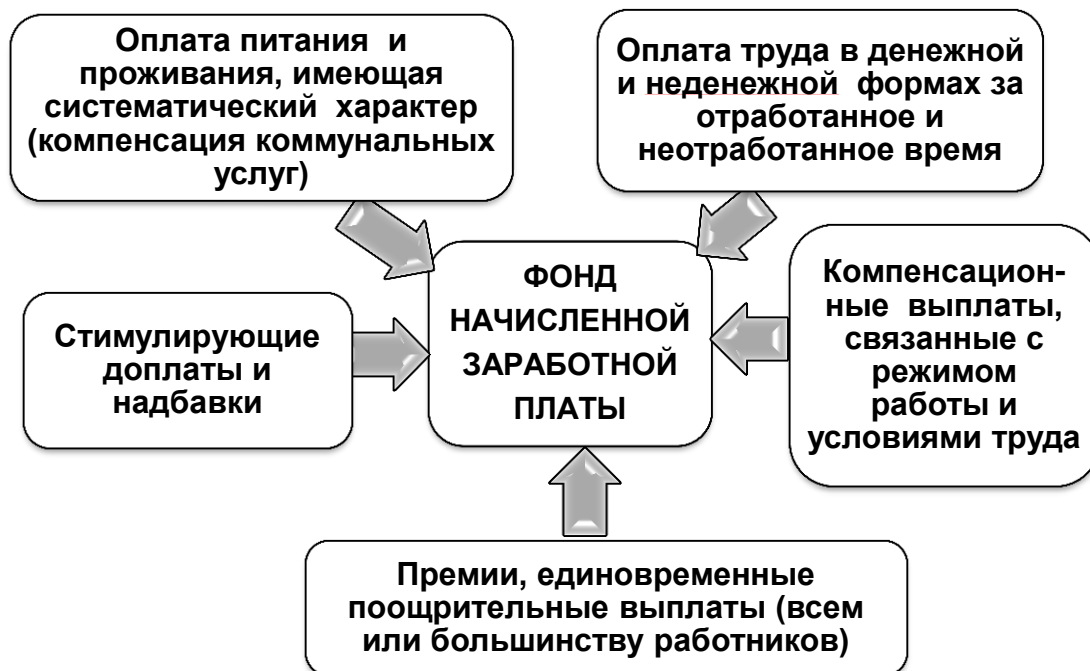 Оплата питания и
проживания, имеющая
систематический характер
(компенсация коммунальных
услуг)
Оплата труда в денежной
и неденежной формах за
отработанное и
неотработанное время
Стимулирующие
доплаты и
надбавки
ФОНД
НАЧИСЛЕННОЙ
ЗАРАБОТНОЙ
ПЛАТЫ
Компенсацион-
ные выплаты,
связанные с
режимом
работы и
условиями труда
Премии, единовременные
поощрительные выплаты (всем
или большинству работников)